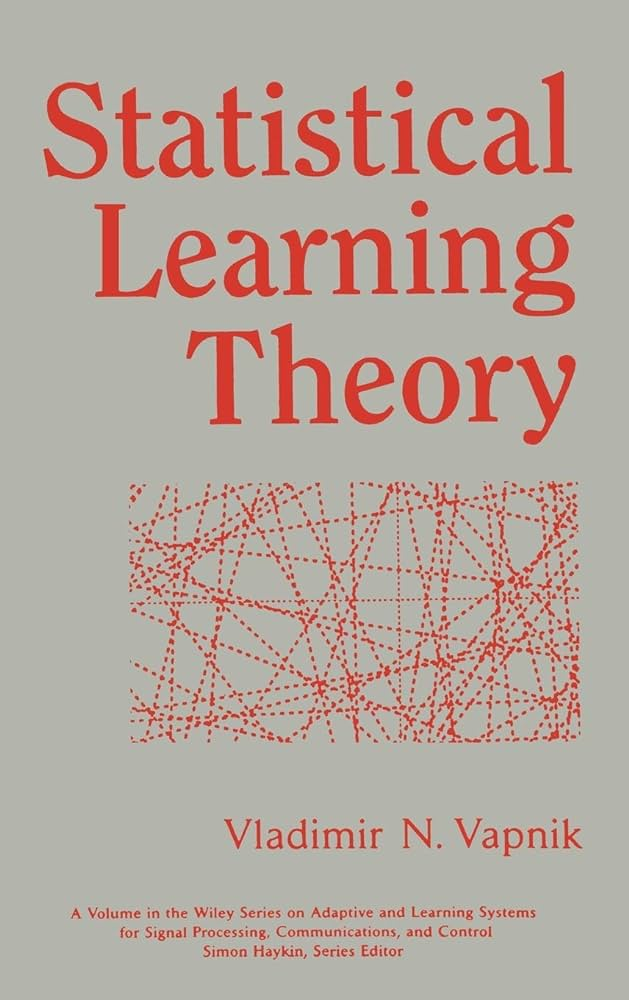 Statistical
Learning
Theory
Vladimir N. Vapnik
A Volume in the Wiley Series on Adaptive and Learning Systems
for Signal Processing, Communications, and Control
Simon Haykin, Series Editor